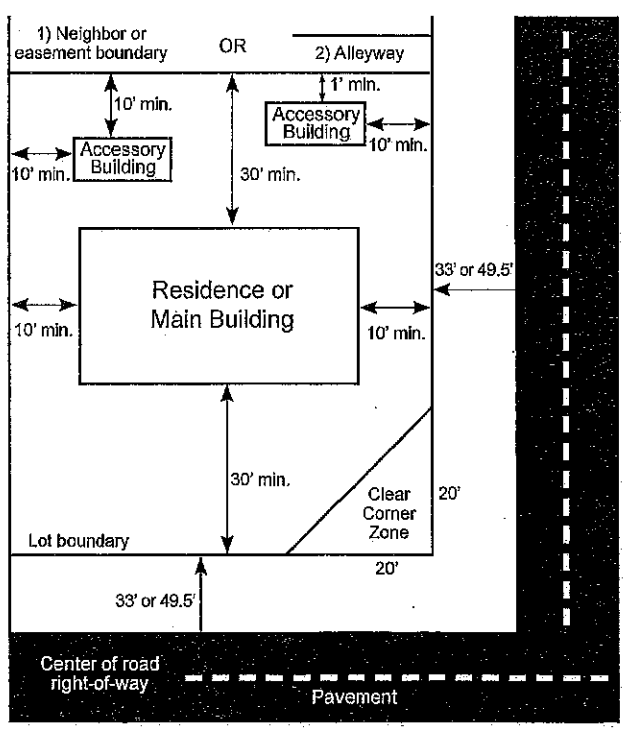 1) Neighbor or
easement boundary
OR
2) Alleyway
1' min.
10' min.
Accessory
Building
10' min.
Accessory
Building
10' min.
30' min.
33' or 49.5'
Residence or
Main Building
10' min.
10' min.
30' min.
Clear
Corner
Zone
20'
Lot boundary
20'
33' or 49.5'
Center of road
right-of-way
Pavement